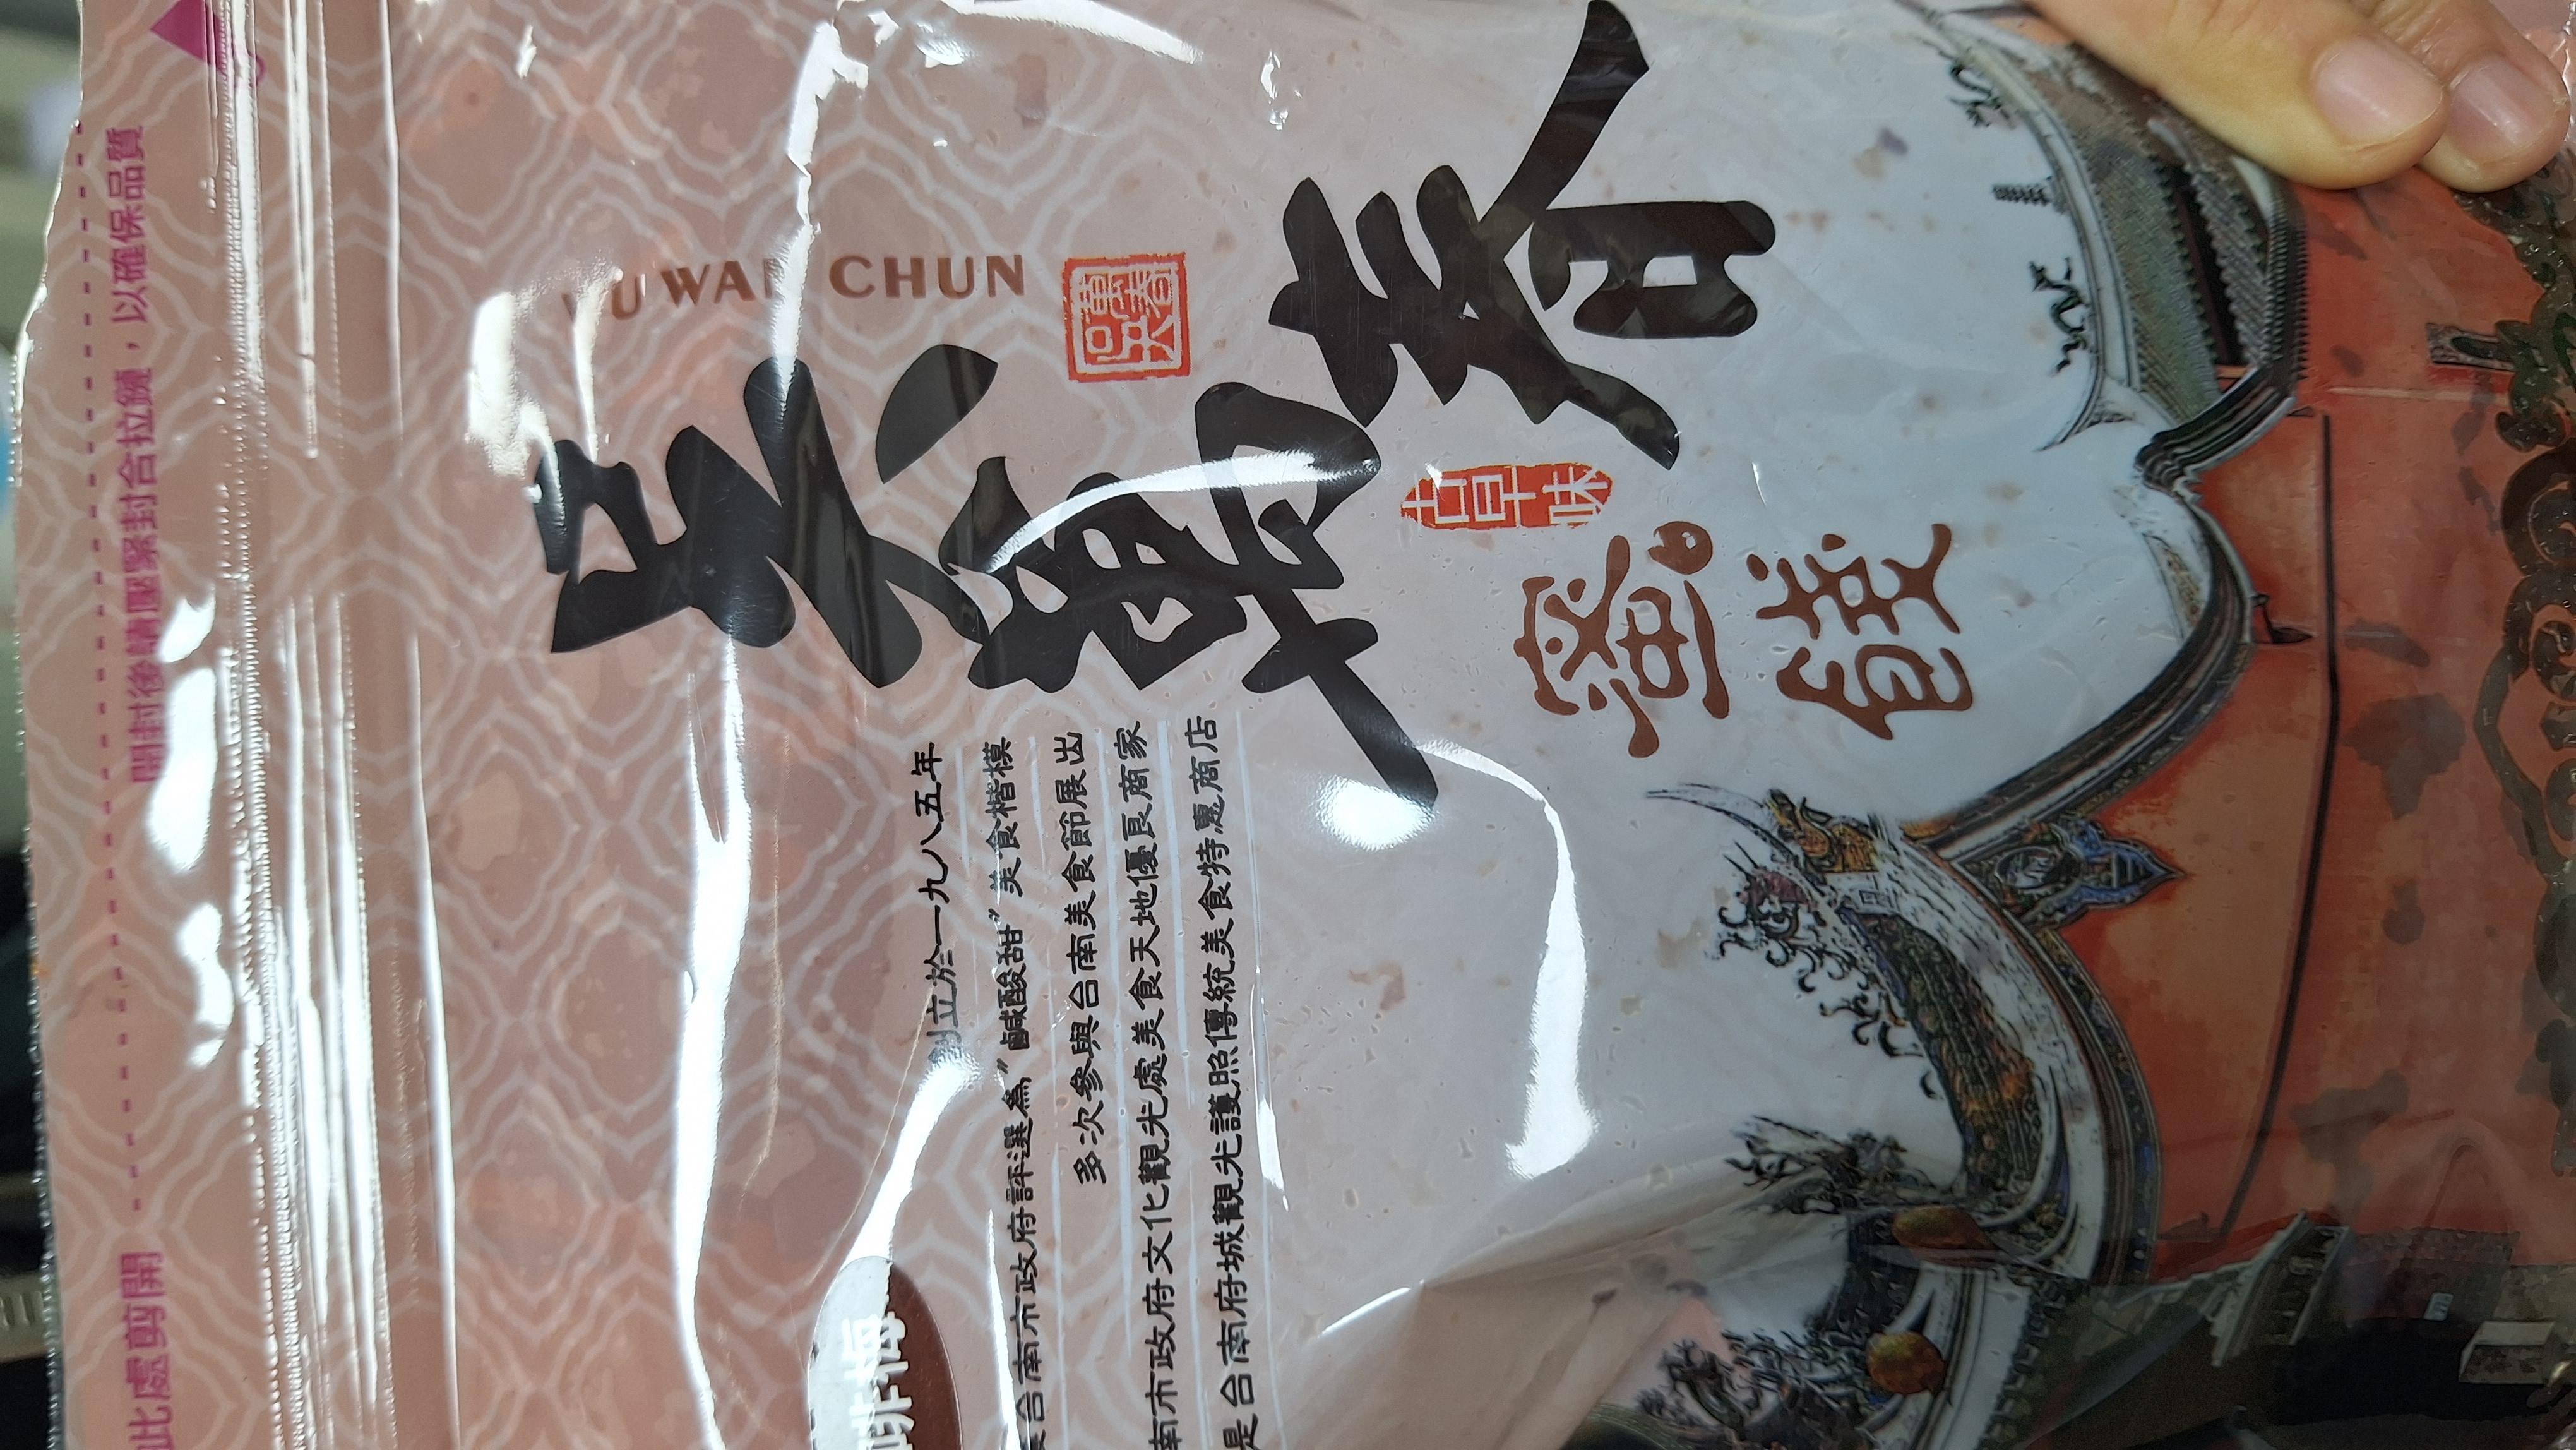 此處剪開
開封後請壓緊封合拉鏈，以確保品質
WU WAN CHUN
吳萬春
吳萬春
古早味
蜜餞
創立於一九八五年
台南市政府評選為"鹹酸甜"美食楷模
多次參與台南美食節展出
南市政府文化觀光處美食天地優良商家
是台南府城觀光護照傳統美食特惠商店
啡梅